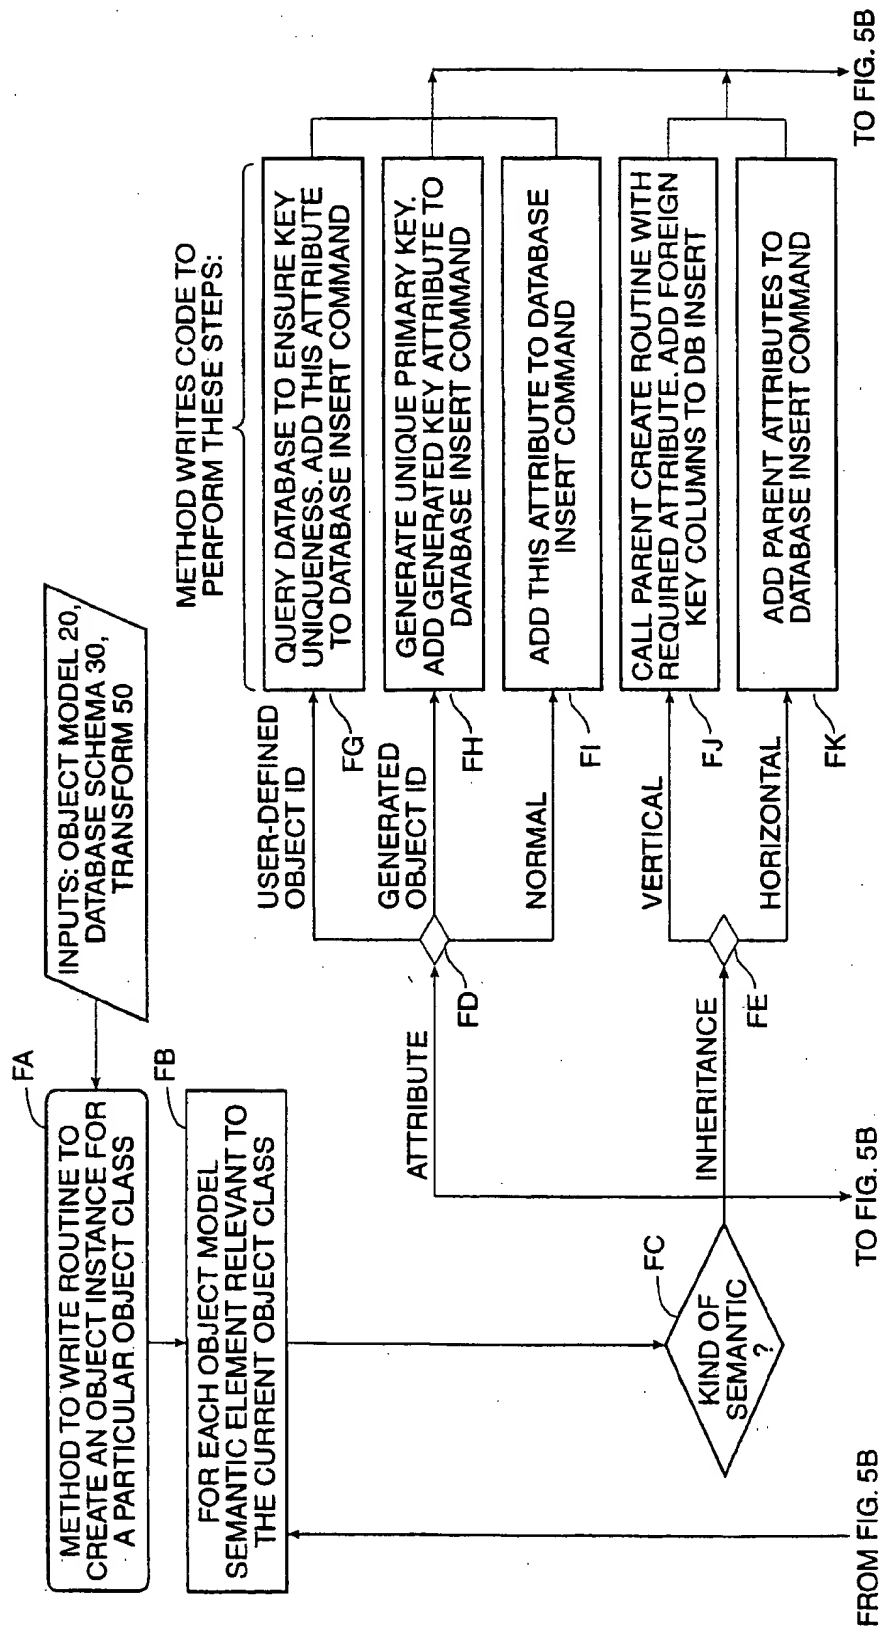 INPUTS: OBJECT MODEL 20,
DATABASE SCHEMA 30,
TRANSFORM 50
FA
METHOD TO WRITE ROUTINE TO
CREATE AN OBJECT INSTANCE FOR
A PARTICULAR OBJECT CLASS
FB
FOR EACH OBJECT MODEL
SEMANTIC ELEMENT RELEVANT TO
THE CURRENT OBJECT CLASS
FC
KIND OF
SEMANTIC
?
ATTRIBUTE
FD
INHERITANCE
FE
METHOD WRITES CODE TO
PERFORM THESE STEPS:
USER-DEFINED
OBJECT ID
FG
QUERY DATABASE TO ENSURE KEY
UNIQUENESS. ADD THIS ATTRIBUTE
TO DATABASE INSERT COMMAND
GENERATED
OBJECT ID
FH
GENERATE UNIQUE PRIMARY KEY.
ADD GENERATED KEY ATTRIBUTE TO
DATABASE INSERT COMMAND
NORMAL
FI
ADD THIS ATTRIBUTE TO DATABASE
INSERT COMMAND
VERTICAL
FJ
CALL PARENT CREATE ROUTINE WITH
REQUIRED ATTRIBUTE. ADD FOREIGN
KEY COLUMNS TO DB INSERT
HORIZONTAL
FK
ADD PARENT ATTRIBUTES TO
DATABASE INSERT COMMAND
FROM FIG. 5B
TO FIG. 5B
TO FIG. 5B